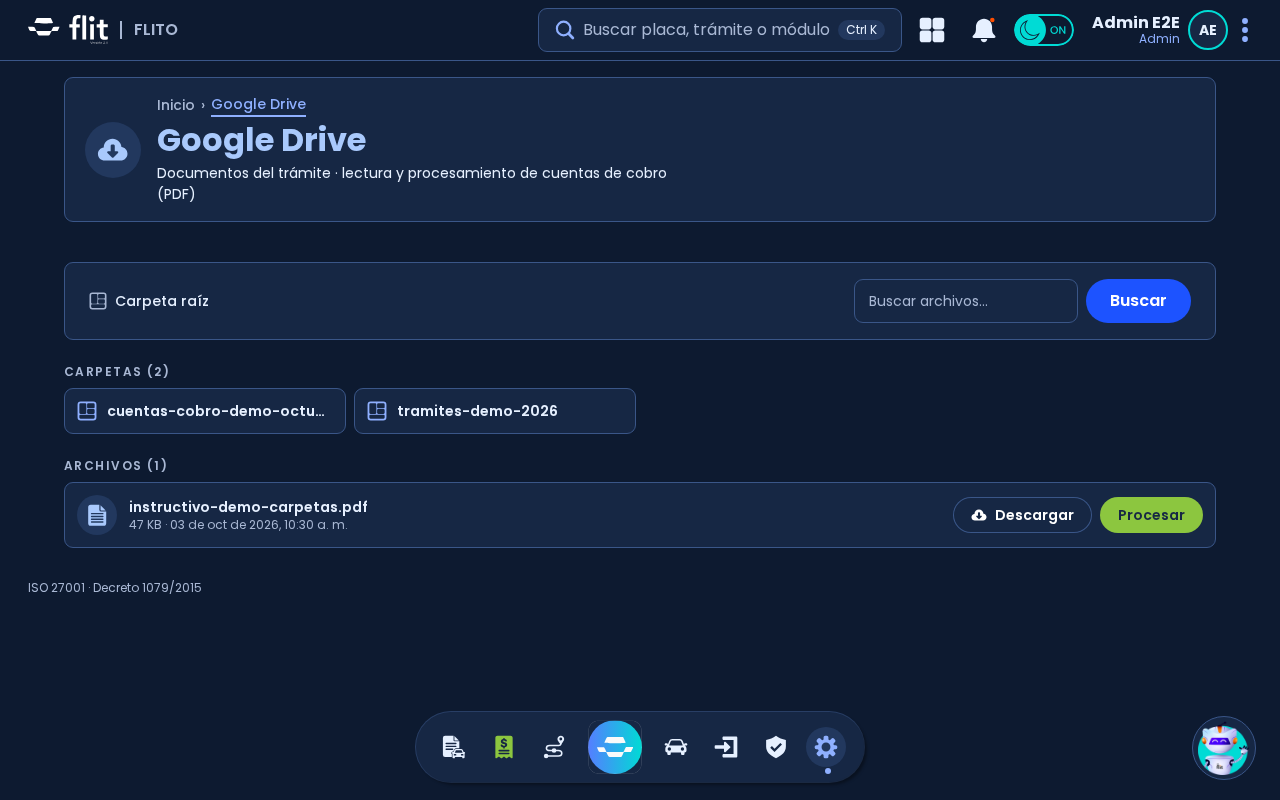 flit
FLITO
Buscar placa, trámite o módulo
Ctrl K
ON
Admin E2E
Admin
AE
Inicio › Google Drive
Google Drive
Documentos del trámite · lectura y procesamiento de cuentas de cobro
(PDF)
Carpeta raíz
Buscar archivos...
Buscar
CARPETAS (2)
cuentas-cobro-demo-octu...
tramites-demo-2026
ARCHIVOS (1)
instructivo-demo-carpetas.pdf
47 KB · 03 de oct de 2026, 10:30 a. m.
Descargar
Procesar
ISO 27001 · Decreto 1079/2015